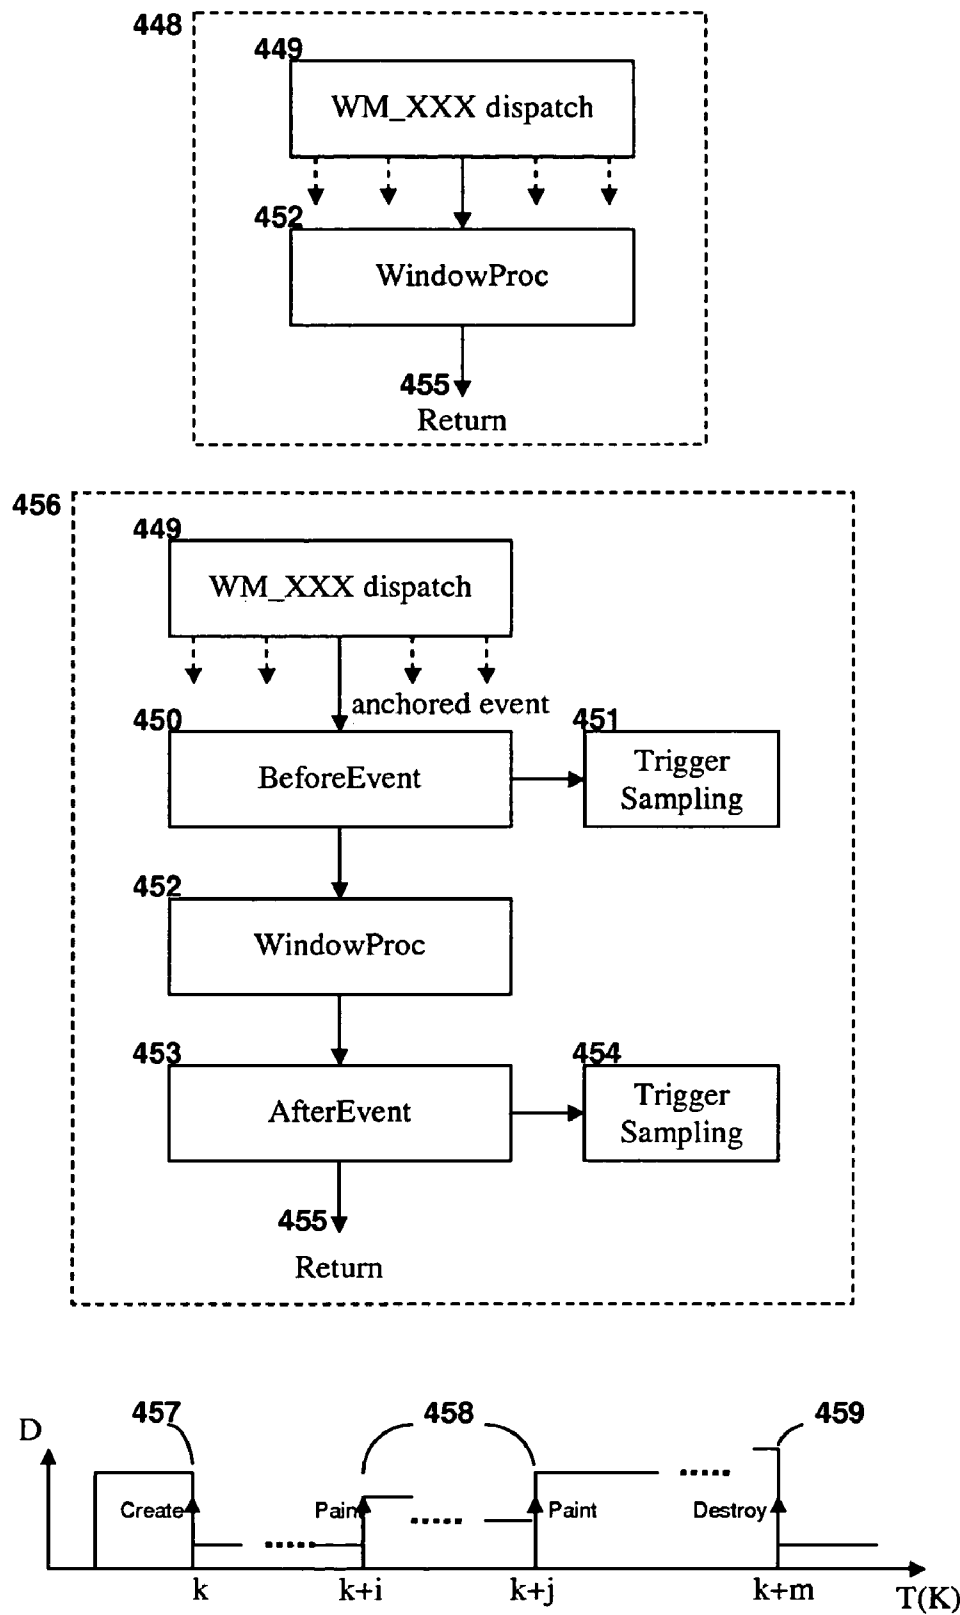 448
449
WM_XXX dispatch
452
WindowProc
455
Return
456
449
WM_XXX dispatch
anchored event
450
451
BeforeEvent
Trigger
Sampling
452
WindowProc
453
454
AfterEvent
Trigger
Sampling
455
Return
457
458
459
D
Create
Pain
Paint
Destroy
k
k+i
k+j
k+m
T(K)